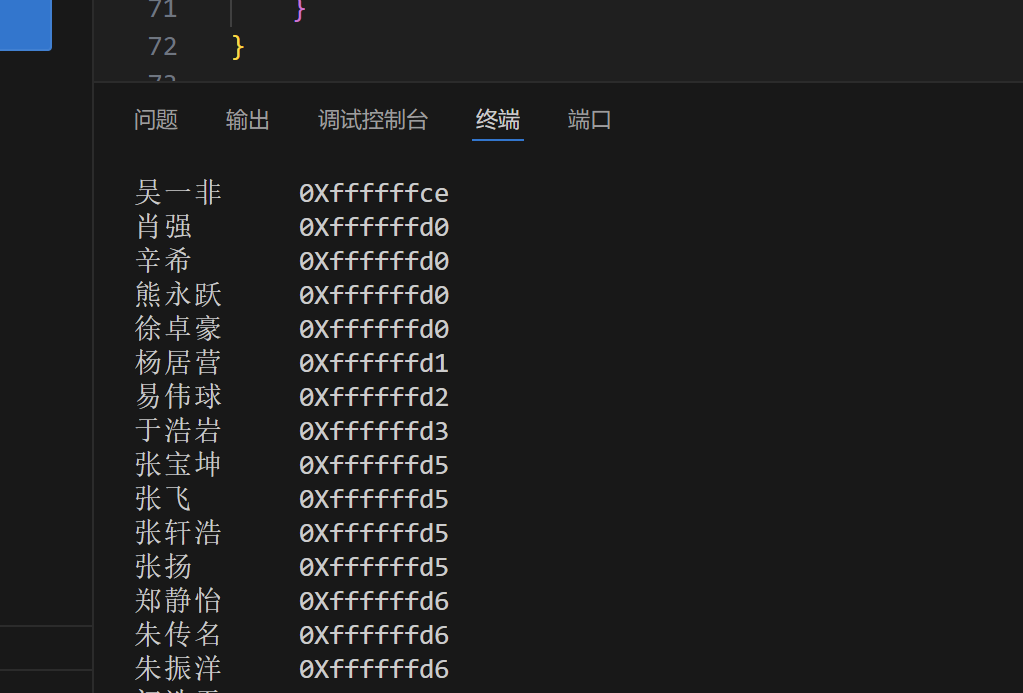 71 }
72 }
问题 输出 调试控制台 终端 端口
吴一非 0Xffffffce
肖强 0Xffffffd0
辛希 0Xffffffd0
熊永跃 0Xffffffd0
徐卓豪 0Xffffffd0
杨居营 0Xffffffd1
易伟球 0Xffffffd2
于浩岩 0Xffffffd3
张宝坤 0Xffffffd5
张飞 0Xffffffd5
张轩浩 0Xffffffd5
张扬 0Xffffffd5
郑静怡 0Xffffffd6
朱传名 0Xffffffd6
朱振洋 0Xffffffd6